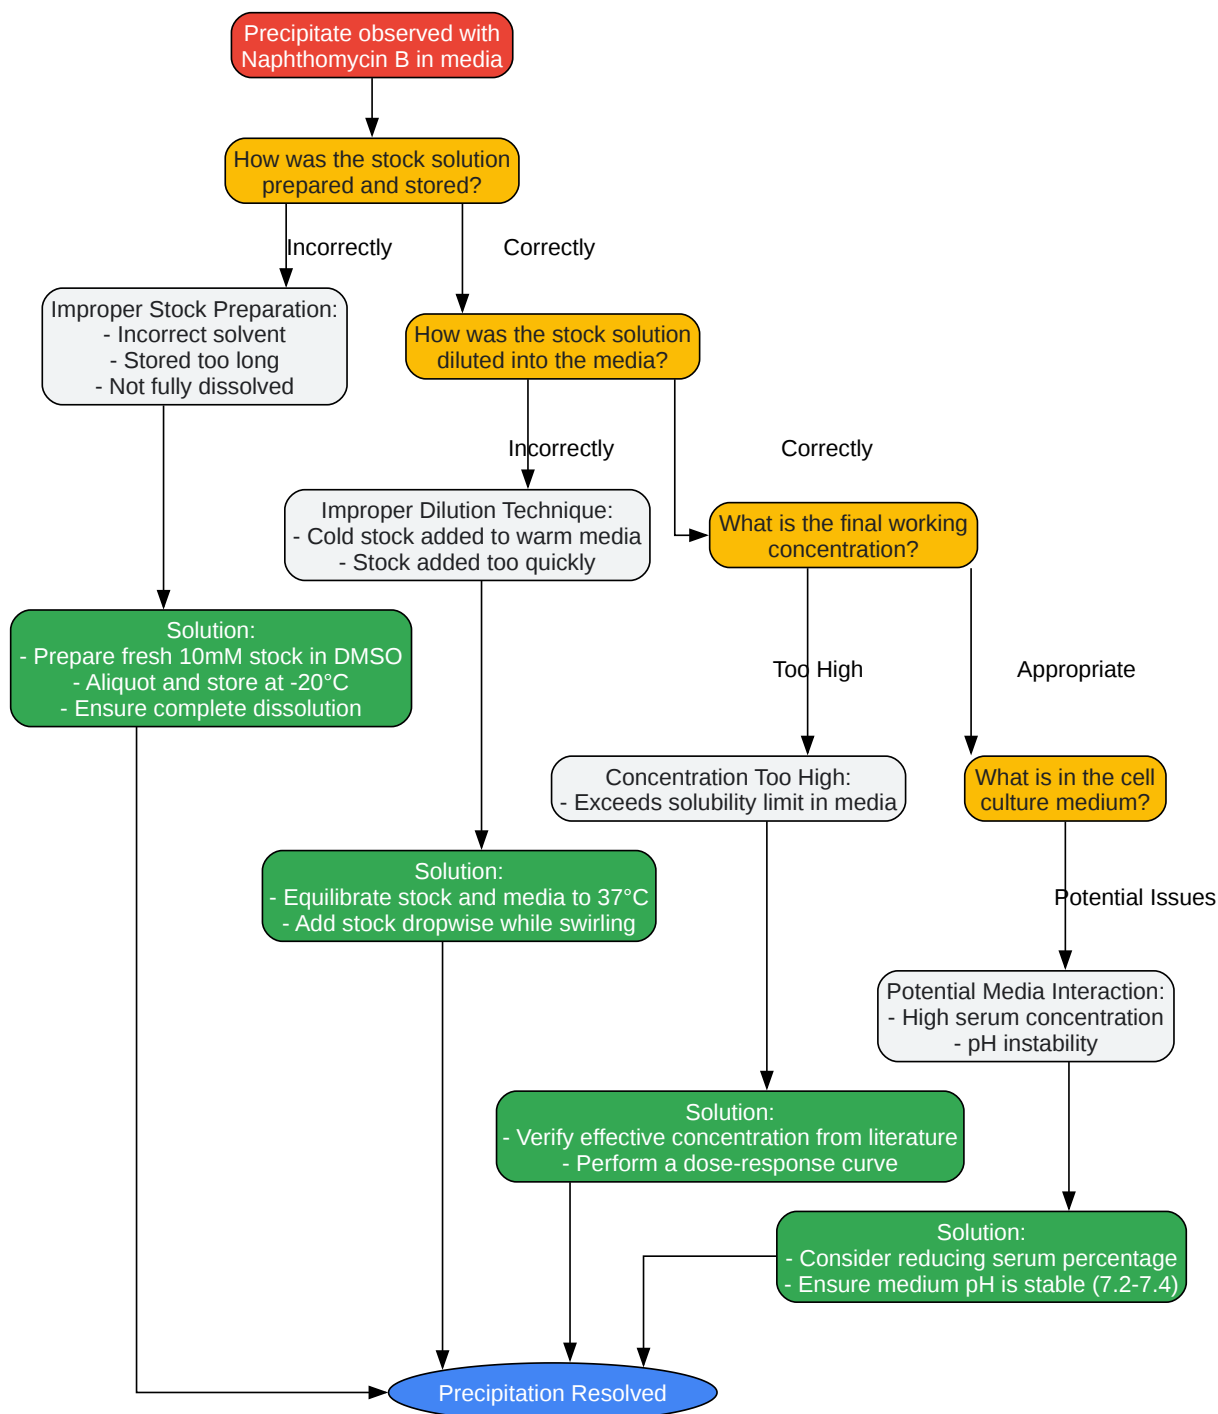 Precipitate observed with
Naphthomycin B in media
How was the stock solution
prepared and stored?
Incorrectly
Correctly
Improper Stock Preparation:
- Incorrect solvent
- Stored too long
- Not fully dissolved
How was the stock solution
diluted into the media?
Incorrectly
Correctly
Improper Dilution Technique:
- Cold stock added to warm media
- Stock added too quickly
What is the final working
concentration?
Solution:
- Prepare fresh 10mM stock in DMSO
- Aliquot and store at -20°C
- Ensure complete dissolution
Too High
Appropriate
Concentration Too High:
- Exceeds solubility limit in media
What is in the cell
culture medium?
Solution:
- Equilibrate stock and media to 37°C
- Add stock dropwise while swirling
Potential Issues
Potential Media Interaction:
- High serum concentration
- pH instability
Solution:
- Verify effective concentration from literature
- Perform a dose-response curve
Solution:
- Consider reducing serum percentage
- Ensure medium pH is stable (7.2-7.4)
Precipitation Resolved